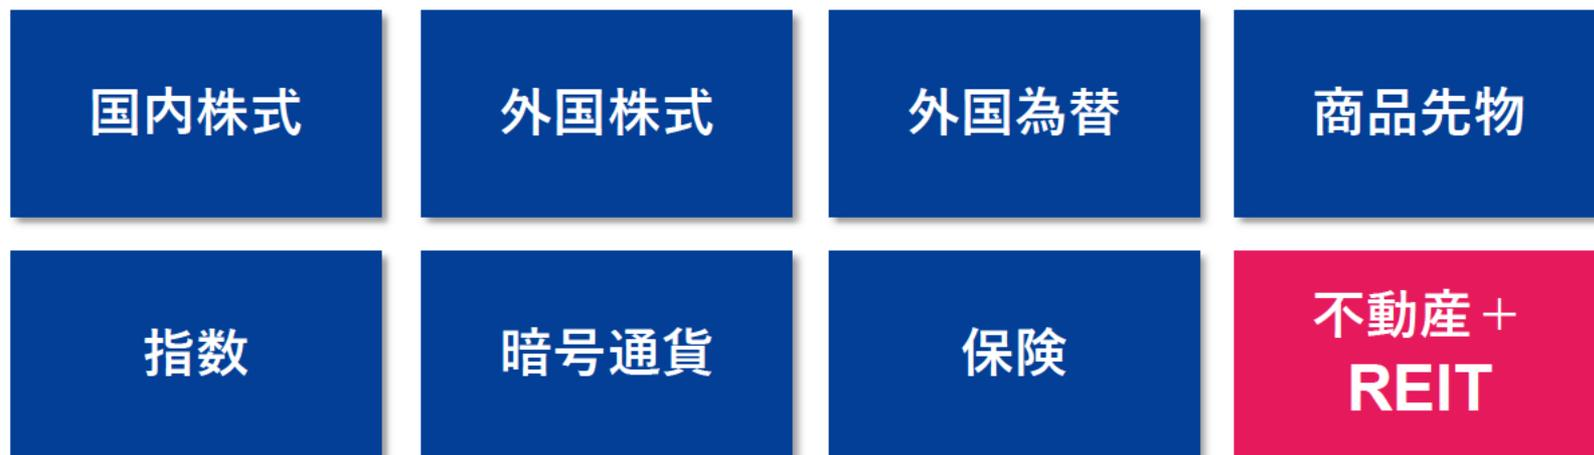 国内株式
外国株式
外国為替
商品先物
指数
暗号通貨
保険
不動産＋
REIT